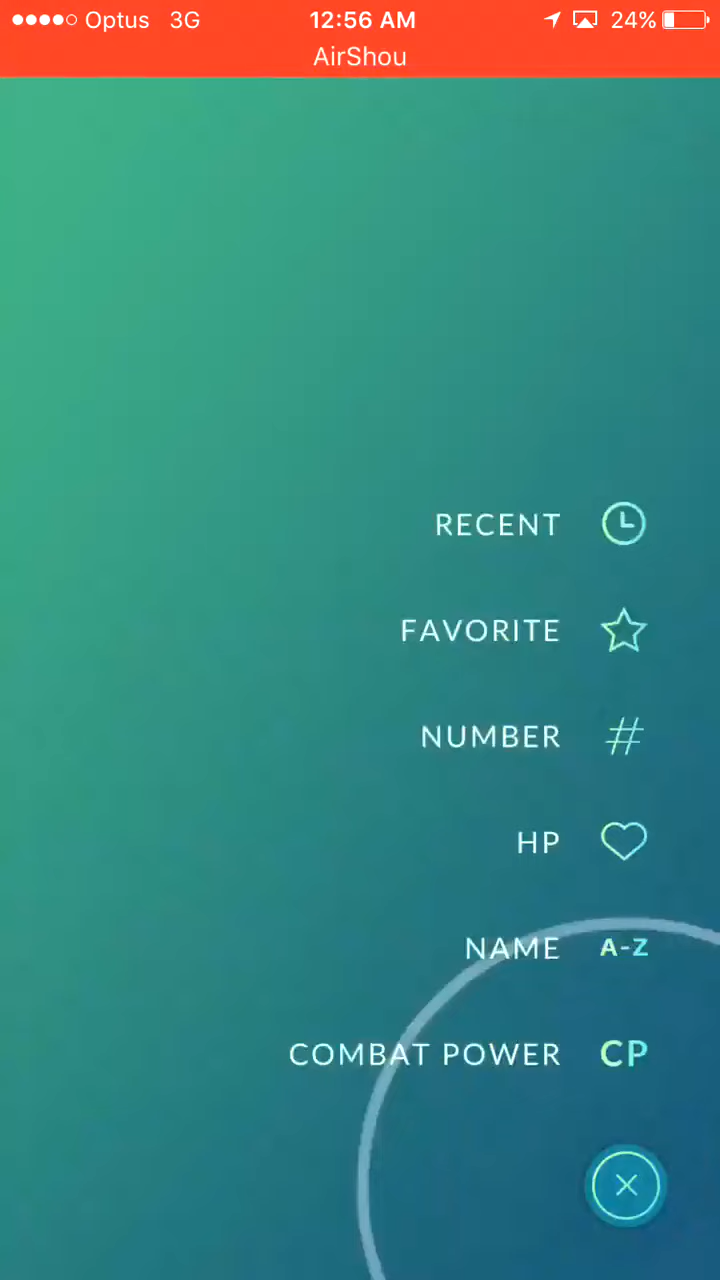 Optus 3G 12:56 AM 24%
AirShou
RECENT
FAVORITE
NUMBER #
HP
NAME A-Z
COMBAT POWER CP